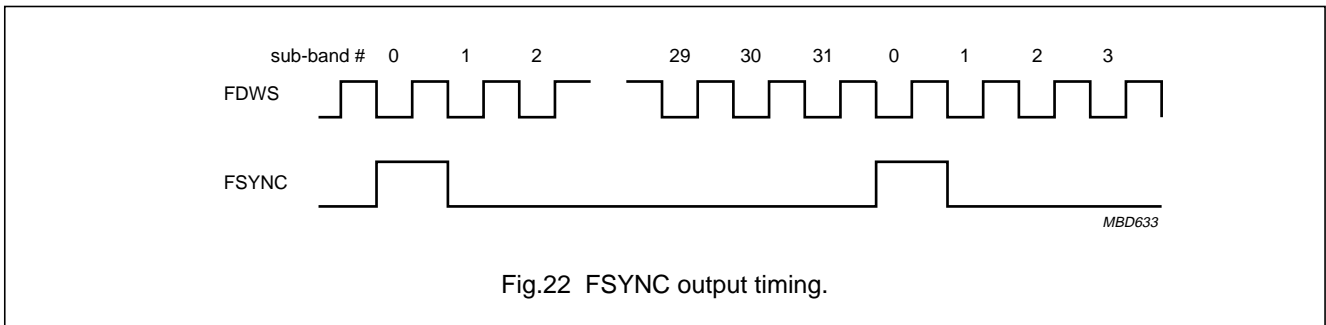 sub-band # 0 1 2 29 30 31 0 1 2 3
FDWS
FSYNC
MBD633
Fig.22 FSYNC output timing.